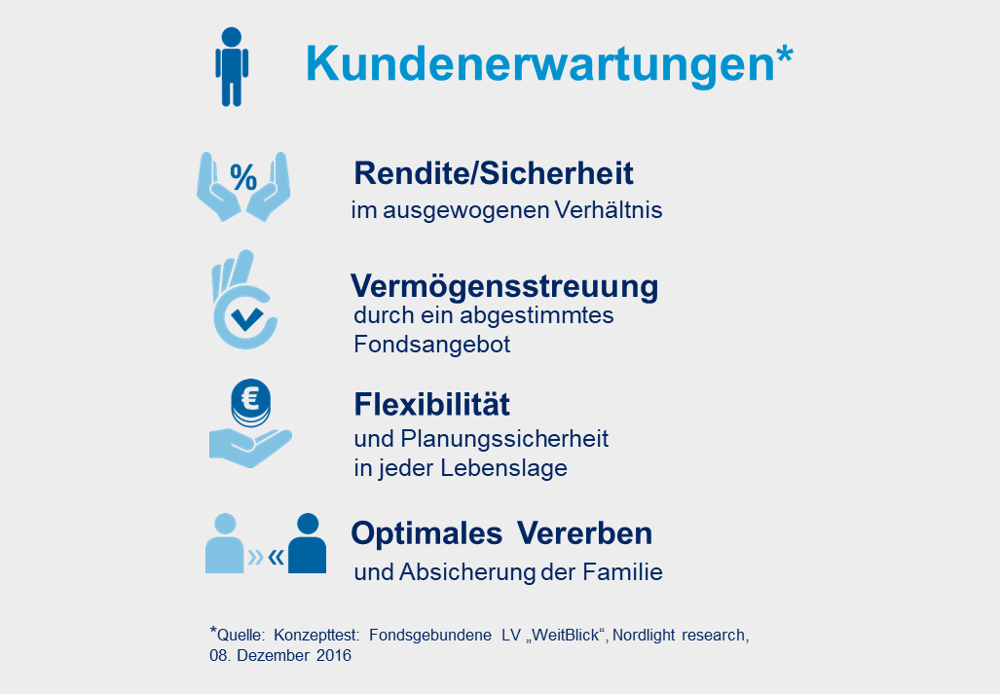 Kundenerwartungen*
%
Rendite/Sicherheit
im ausgewogenen Verhältnis
Vermögensstreuung
durch ein abgestimmtes
Fondsangebot
€
Flexibilität
und Planungssicherheit
in jeder Lebenslage
Optimales Vererben
und Absicherung der Familie
*Quelle: Konzepttest: Fondsgebundene LV „WeitBlick“, Nordlight research,
08. Dezember 2016